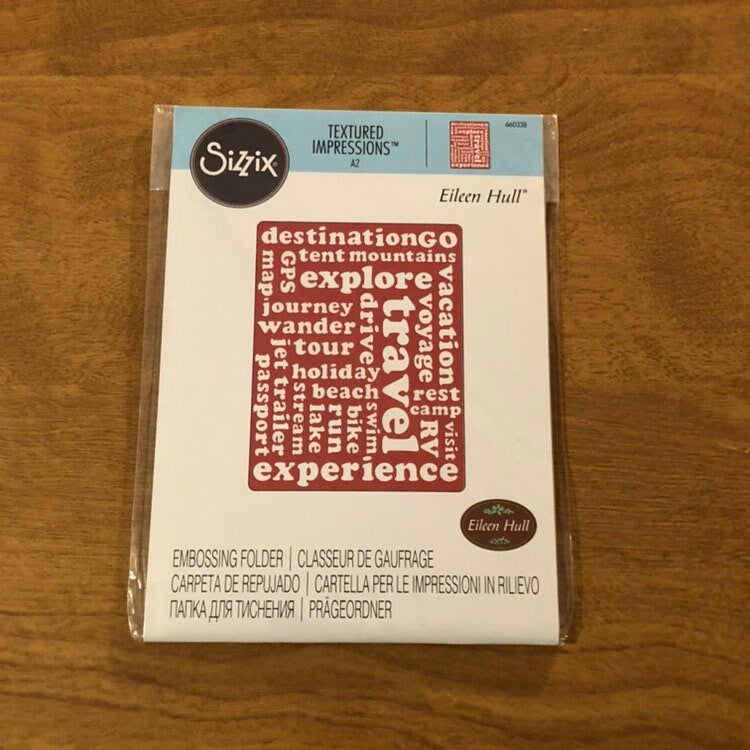 Sizzix
TEXTURED
IMPRESSIONS™
A2
660338
Eileen Hull®
destination GO
tent mountains
map
GPS
explore
vacation
journey
drive
travel
voyage
wander
tour
jet trailer
holiday
passport
beach
rest
stream
camp
lake
run
bike
swim
RV
visit
experience
Eileen Hull
EMBOSSING FOLDER | CLASSEUR DE GAUFRAGE
CARPETA DE REPUJADO | CARTELLA PER LE IMPRESSIONI IN RILIEVO
ПАПКА ДЛЯ ТИСНЕНИЯ | PRÄGEORDNER